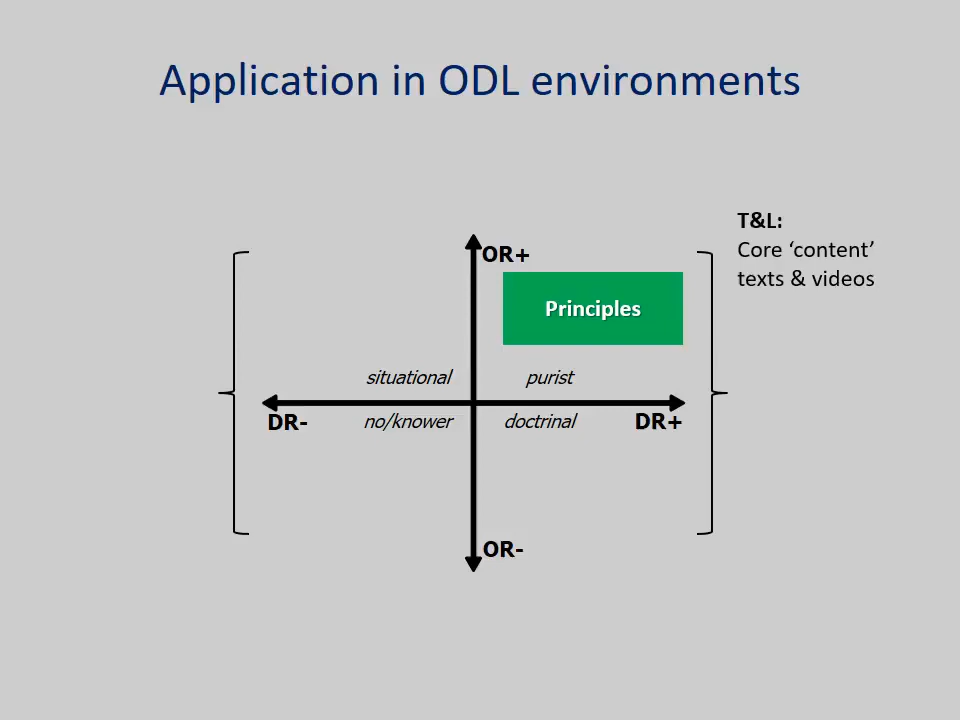 Application in ODL environments
T&L:
Core ‘content’
texts & videos
OR+
Principles
situational
purist
DR-
no/knower
doctrinal
DR+
OR-